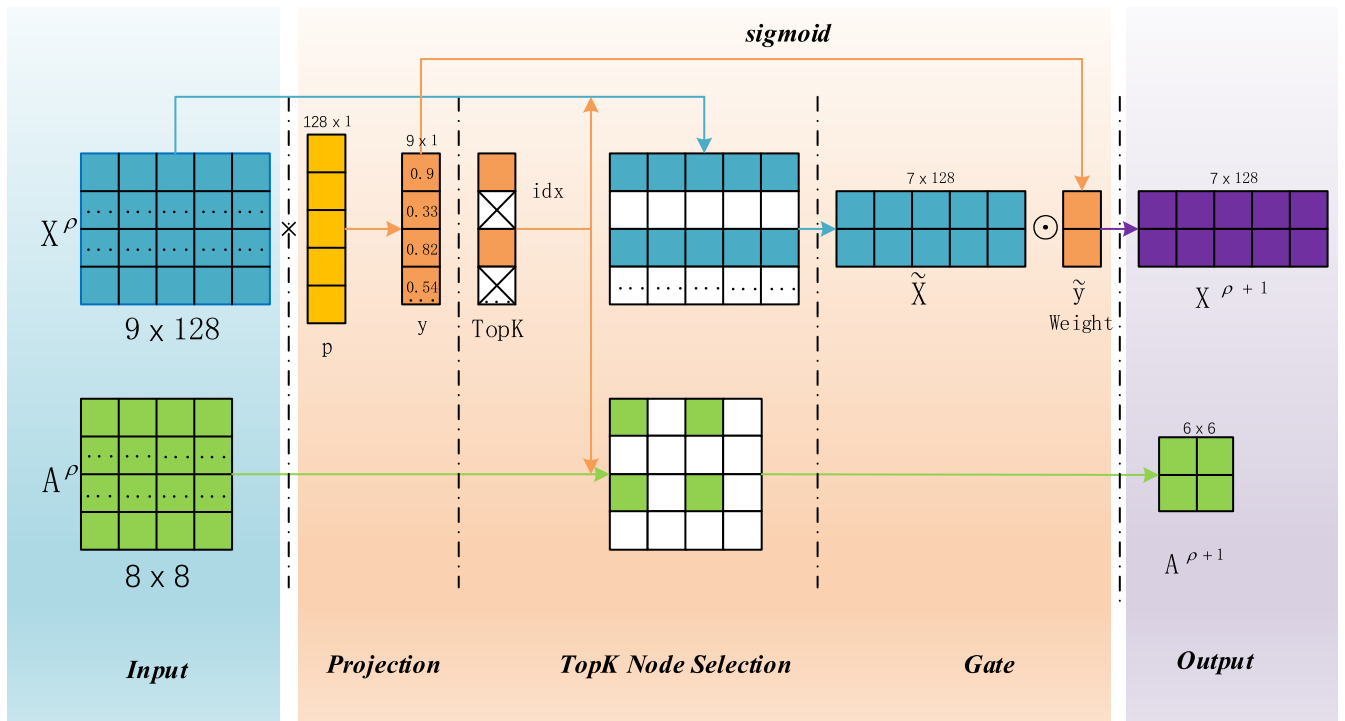 sigmoid
128 x 1
9 x 1
0.9
0.33
0.82
0.54
...
idx
TopK
y
p
X ρ
... ... ... ... ...
... ... ... ... ...
9 x 128
×
... ... ... ... ...
7 x 128
X̃
⊙
ỹ
Weight
7 x 128
X ρ + 1
A ρ
... ... ... ...
... ... ... ...
8 x 8
6 x 6
A ρ+1
Input
Projection
TopK Node Selection
Gate
Output